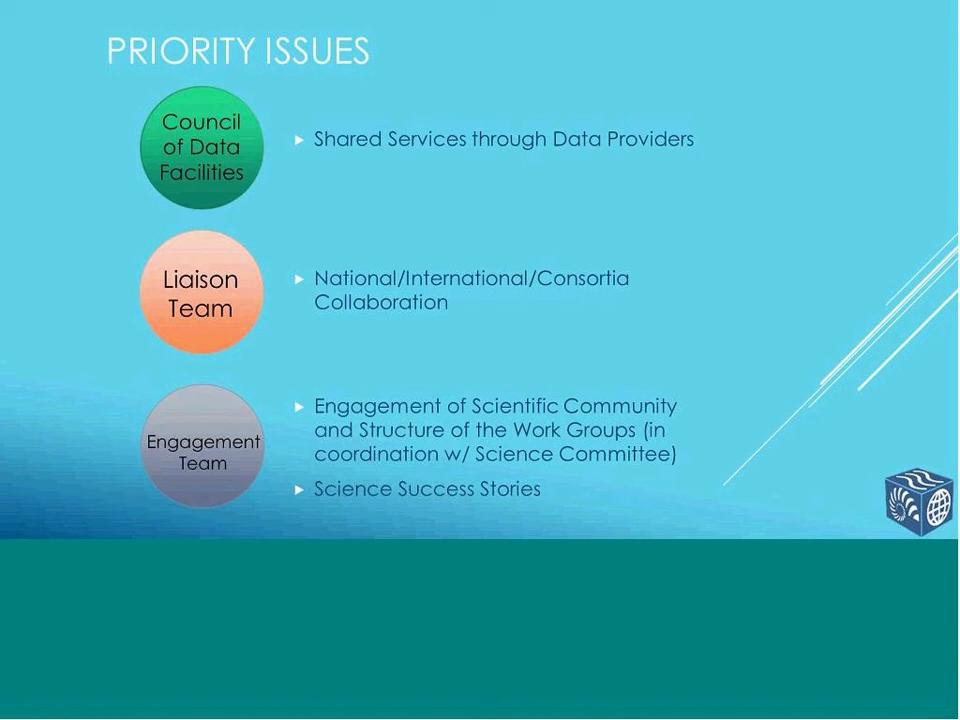 PRIORITY ISSUES
Council
of Data
Facilities
Shared Services through Data Providers
Liaison
Team
National/International/Consortia
Collaboration
Engagement
Team
Engagement of Scientific Community
and Structure of the Work Groups (in
coordination w/ Science Committee)
Science Success Stories